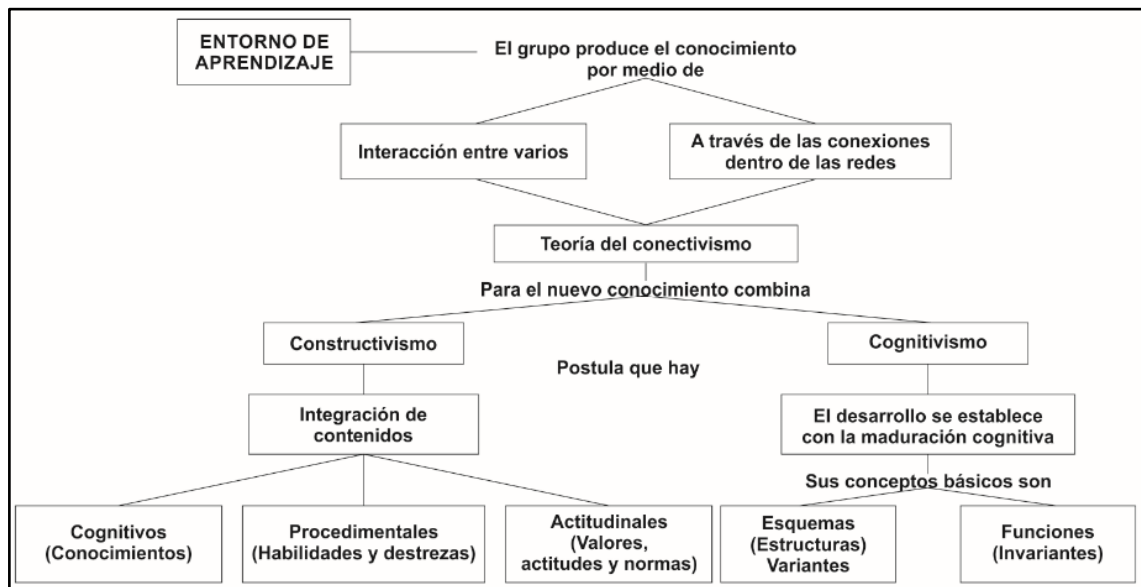 ENTORNO DE
APRENDIZAJE
El grupo produce el conocimiento
por medio de
Interacción entre varios
A través de las conexiones
dentro de las redes
Teoría del conectivismo
Para el nuevo conocimiento combina
Constructivismo
Cognitivismo
Postula que hay
Integración de
contenidos
El desarrollo se establece
con la maduración cognitiva
Sus conceptos básicos son
Cognitivos
(Conocimientos)
Procedimentales
(Habilidades y destrezas)
Actitudinales
(Valores,
actitudes y normas)
Esquemas
(Estructuras)
Variantes
Funciones
(Invariantes)